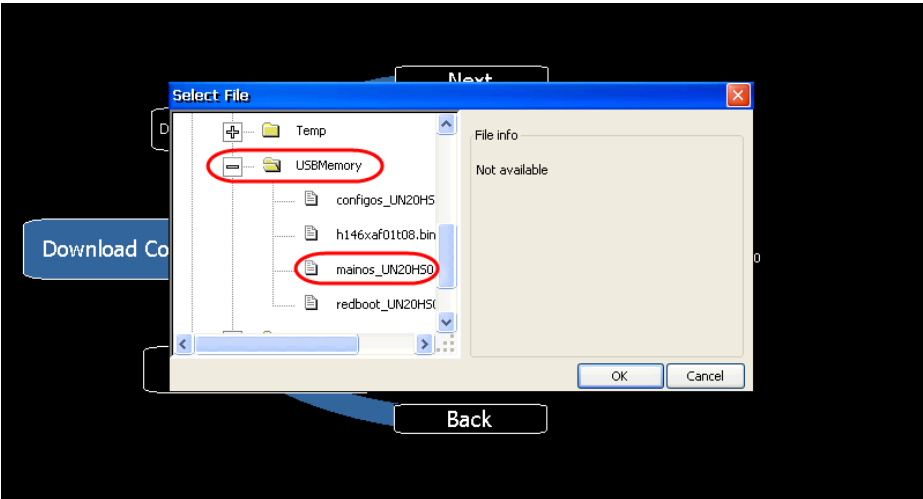 Next
Select File
D
Temp
File info
USBMemory
Not available
configos_UN20HS
h146xaf01t08.bin
Download Co
mainos_UN20HS0
0
redboot_UN20HS0
OK
Cancel
Back